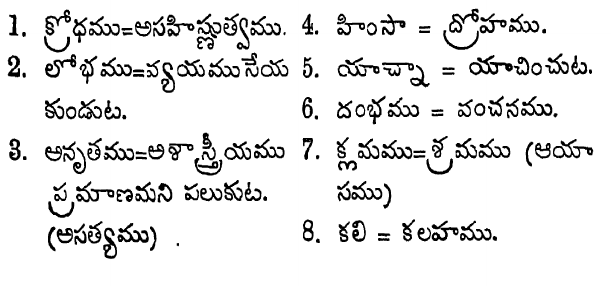 1. క్రోధము=అసహిష్ణుత్వము.
2. లోభము=వ్యయముసేయ
కుండుట.
3. అనృతము=అశాస్త్రీయము
ప్రమాణమని పలుకుట.
(అసత్యము) .
4. హింసా = ద్రోహము.
5. యాచ్నా = యాచించుట.
6. దంభము = వంచనము.
7. క్లమము=శ్రమము (ఆయా
సము)
8. కలి = కలహము.